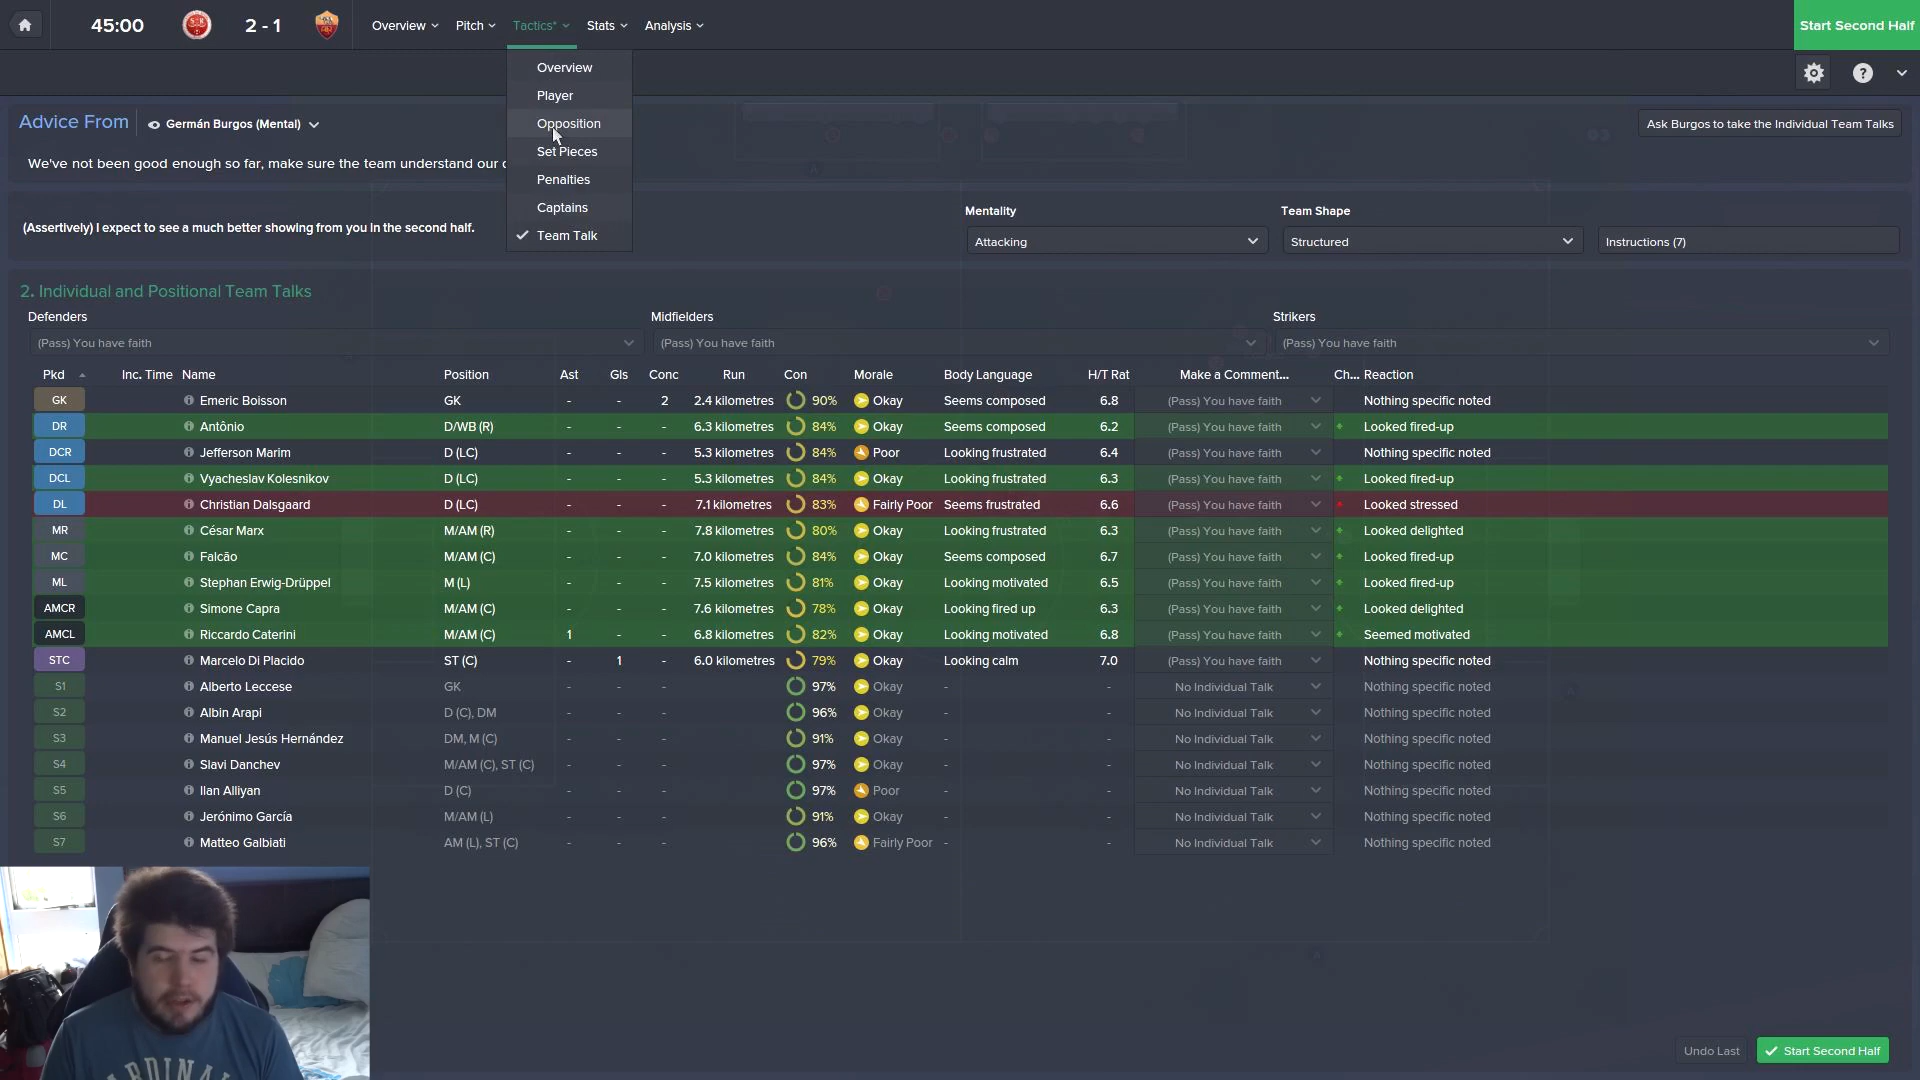 45:00
2 - 1
Overview
Pitch
Tactics*
Stats
Analysis
Start Second Half
Overview
Player
Opposition
Set Pieces
Penalties
Captains
Team Talk
Advice From
Germán Burgos (Mental)
Ask Burgos to take the Individual Team Talks
We've not been good enough so far, make sure the team understand our
(Assertively) I expect to see a much better showing from you in the second half.
Mentality
Team Shape
Attacking
Structured
Instructions (7)
2. Individual and Positional Team Talks
Defenders
Midfielders
Strikers
(Pass) You have faith
(Pass) You have faith
(Pass) You have faith
Pkd Inc. Time Name Position Ast Gls Conc Run Con Morale Body Language H/T Rat Make a Comment... Ch... Reaction
GK Emeric Boisson GK - - 2 2.4 kilometres 90% Okay Seems composed 6.8 (Pass) You have faith Nothing specific noted
DR Antônio D/WB (R) - - - 6.3 kilometres 84% Okay Seems composed 6.2 (Pass) You have faith Looked fired-up
DCR Jefferson Marim D (LC) - - - 5.3 kilometres 84% Poor Looking frustrated 6.4 (Pass) You have faith Nothing specific noted
DCL Vyacheslav Kolesnikov D (LC) - - - 5.3 kilometres 84% Okay Looking frustrated 6.3 (Pass) You have faith Looked fired-up
DL Christian Dalsgaard D (LC) - - - 7.1 kilometres 83% Fairly Poor Seems frustrated 6.6 (Pass) You have faith Looked stressed
MR César Marx M/AM (R) - - - 7.8 kilometres 80% Okay Looking frustrated 6.3 (Pass) You have faith Looked delighted
MC Falcão M/AM (C) - - - 7.0 kilometres 84% Okay Seems composed 6.7 (Pass) You have faith Looked fired-up
ML Stephan Erwig-Drüppel M (L) - - - 7.5 kilometres 81% Okay Looking motivated 6.5 (Pass) You have faith Looked fired-up
AMCR Simone Capra M/AM (C) - - - 7.6 kilometres 78% Okay Looking fired up 6.3 (Pass) You have faith Looked delighted
AMCL Riccardo Caterini M/AM (C) 1 - - 6.8 kilometres 82% Okay Looking motivated 6.8 (Pass) You have faith Seemed motivated
STC Marcelo Di Placido ST (C) - 1 - 6.0 kilometres 79% Okay Looking calm 7.0 (Pass) You have faith Nothing specific noted
S1 Alberto Leccese GK - - - 97% Okay - - No Individual Talk Nothing specific noted
S2 Albin Arapi D (C), DM - - - 96% Okay - - No Individual Talk Nothing specific noted
S3 Manuel Jesús Hernández DM, M (C) - - - 91% Okay - - No Individual Talk Nothing specific noted
S4 Slavi Danchev M/AM (C), ST (C) - - - 97% Okay - - No Individual Talk Nothing specific noted
S5 Ilan Alliyan D (C) - - - 97% Poor - - No Individual Talk Nothing specific noted
S6 Jerónimo García M/AM (L) - - - 91% Okay - - No Individual Talk Nothing specific noted
S7 Matteo Galbiati AM (L), ST (C) - - - 96% Fairly Poor - - No Individual Talk Nothing specific noted
Undo Last
Start Second Half